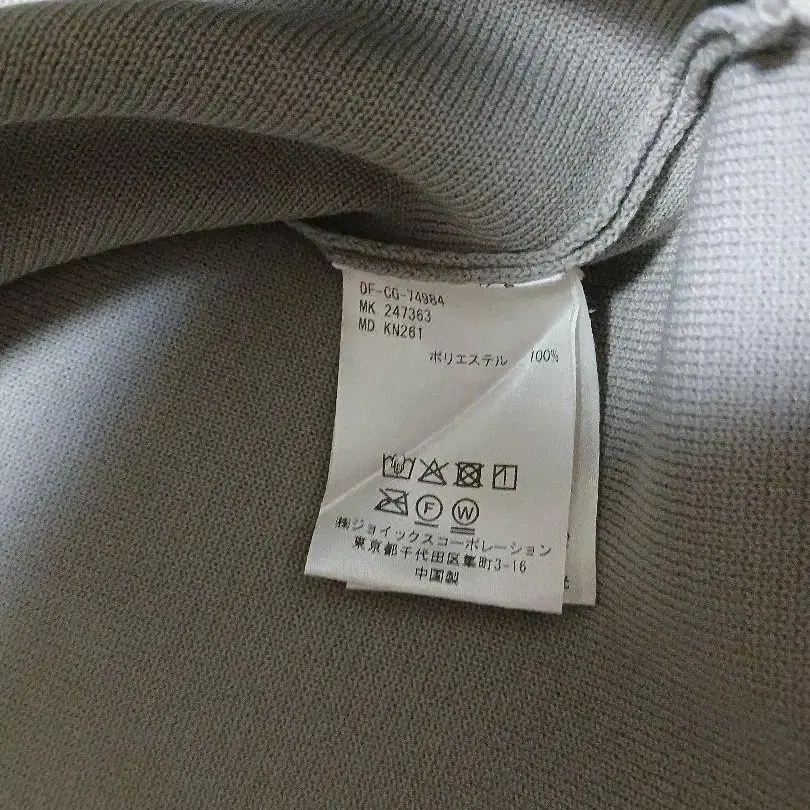 DF-CG-74984
MK 247363
MD KN261
ポリエステル 100%
F W
㈱ジョイックスコーポレーション
東京都千代田区隼町3-16
中国製